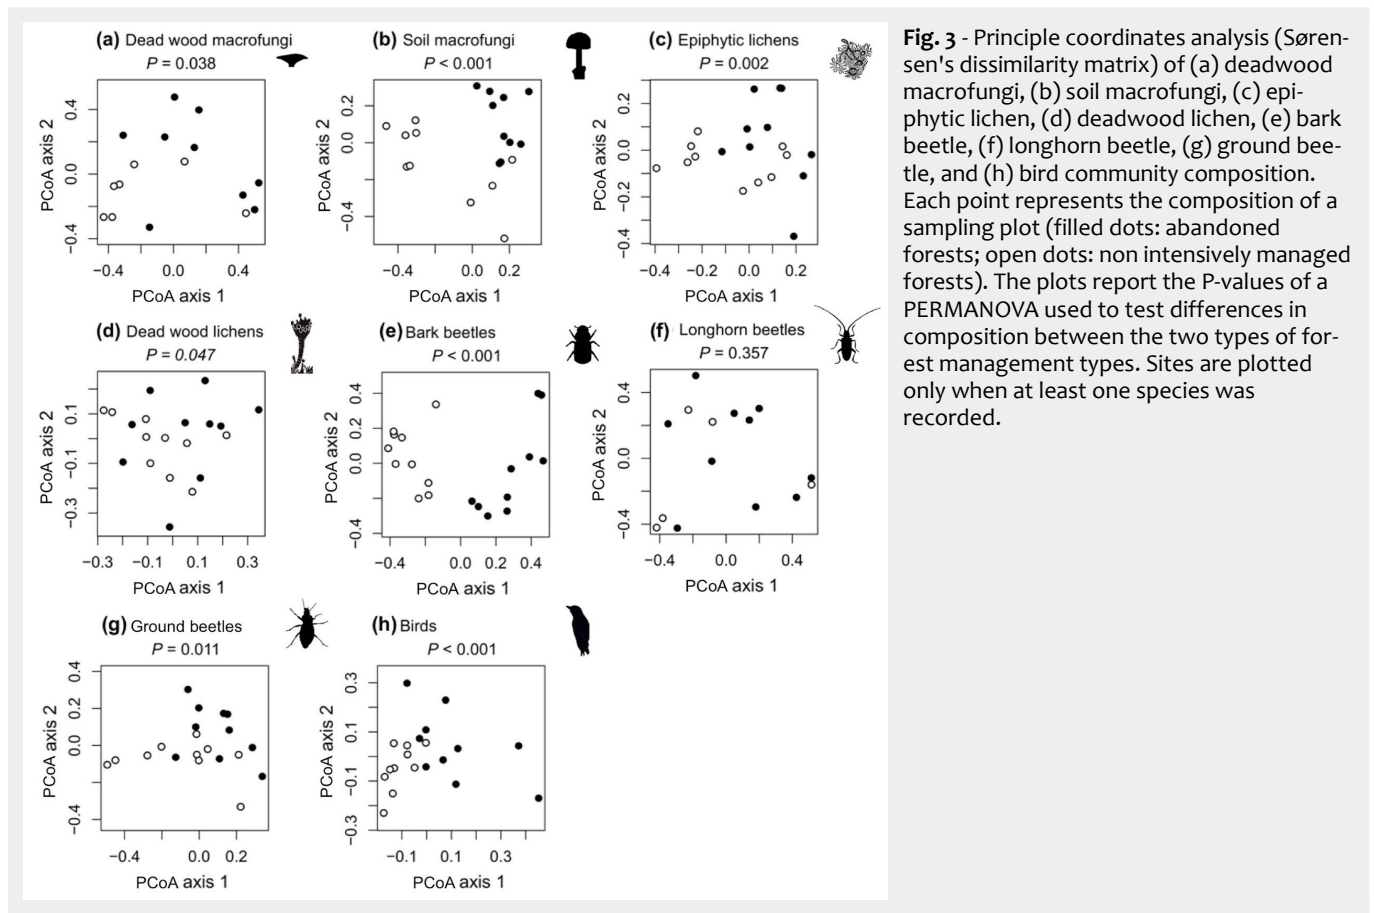 (a) Dead wood macrofungi
P = 0.038
PCoA axis 2
0.4
0.0
−0.4
−0.4
0.0
0.4
PCoA axis 1
(b) Soil macrofungi
P < 0.001
PCoA axis 2
0.2
0.0
−0.4
−0.4
0.0
0.2
PCoA axis 1
(c) Epiphytic lichens
P = 0.002
PCoA axis 2
0.2
0.0
−0.2
−0.4
−0.4
−0.2
0.0
0.2
PCoA axis 1
(d) Dead wood lichens
P = 0.047
PCoA axis 2
0.1
−0.1
−0.3
−0.3
−0.1
0.1
0.3
PCoA axis 1
(e) Bark beetles
P < 0.001
PCoA axis 2
0.4
0.2
0.0
−0.4
−0.4
0.0
0.2
0.4
PCoA axis 1
(f) Longhorn beetles
P = 0.357
PCoA axis 2
0.4
0.0
−0.4
−0.4
0.0
0.4
PCoA axis 1
(g) Ground beetles
P = 0.011
PCoA axis 2
0.4
0.2
0.0
−0.4
−0.4
0.0
0.2
PCoA axis 1
(h) Birds
P < 0.001
PCoA axis 2
0.3
0.1
−0.1
−0.3
−0.1
0.1
0.3
PCoA axis 1
Fig. 3 - Principle coordinates analysis (Søren-
sen's dissimilarity matrix) of (a) deadwood
macrofungi, (b) soil macrofungi, (c) epi-
phytic lichen, (d) deadwood lichen, (e) bark
beetle, (f) longhorn beetle, (g) ground bee-
tle, and (h) bird community composition.
Each point represents the composition of a
sampling plot (filled dots: abandoned
forests; open dots: non intensively managed
forests). The plots report the P-values of a
PERMANOVA used to test differences in
composition between the two types of for-
est management types. Sites are plotted
only when at least one species was
recorded.